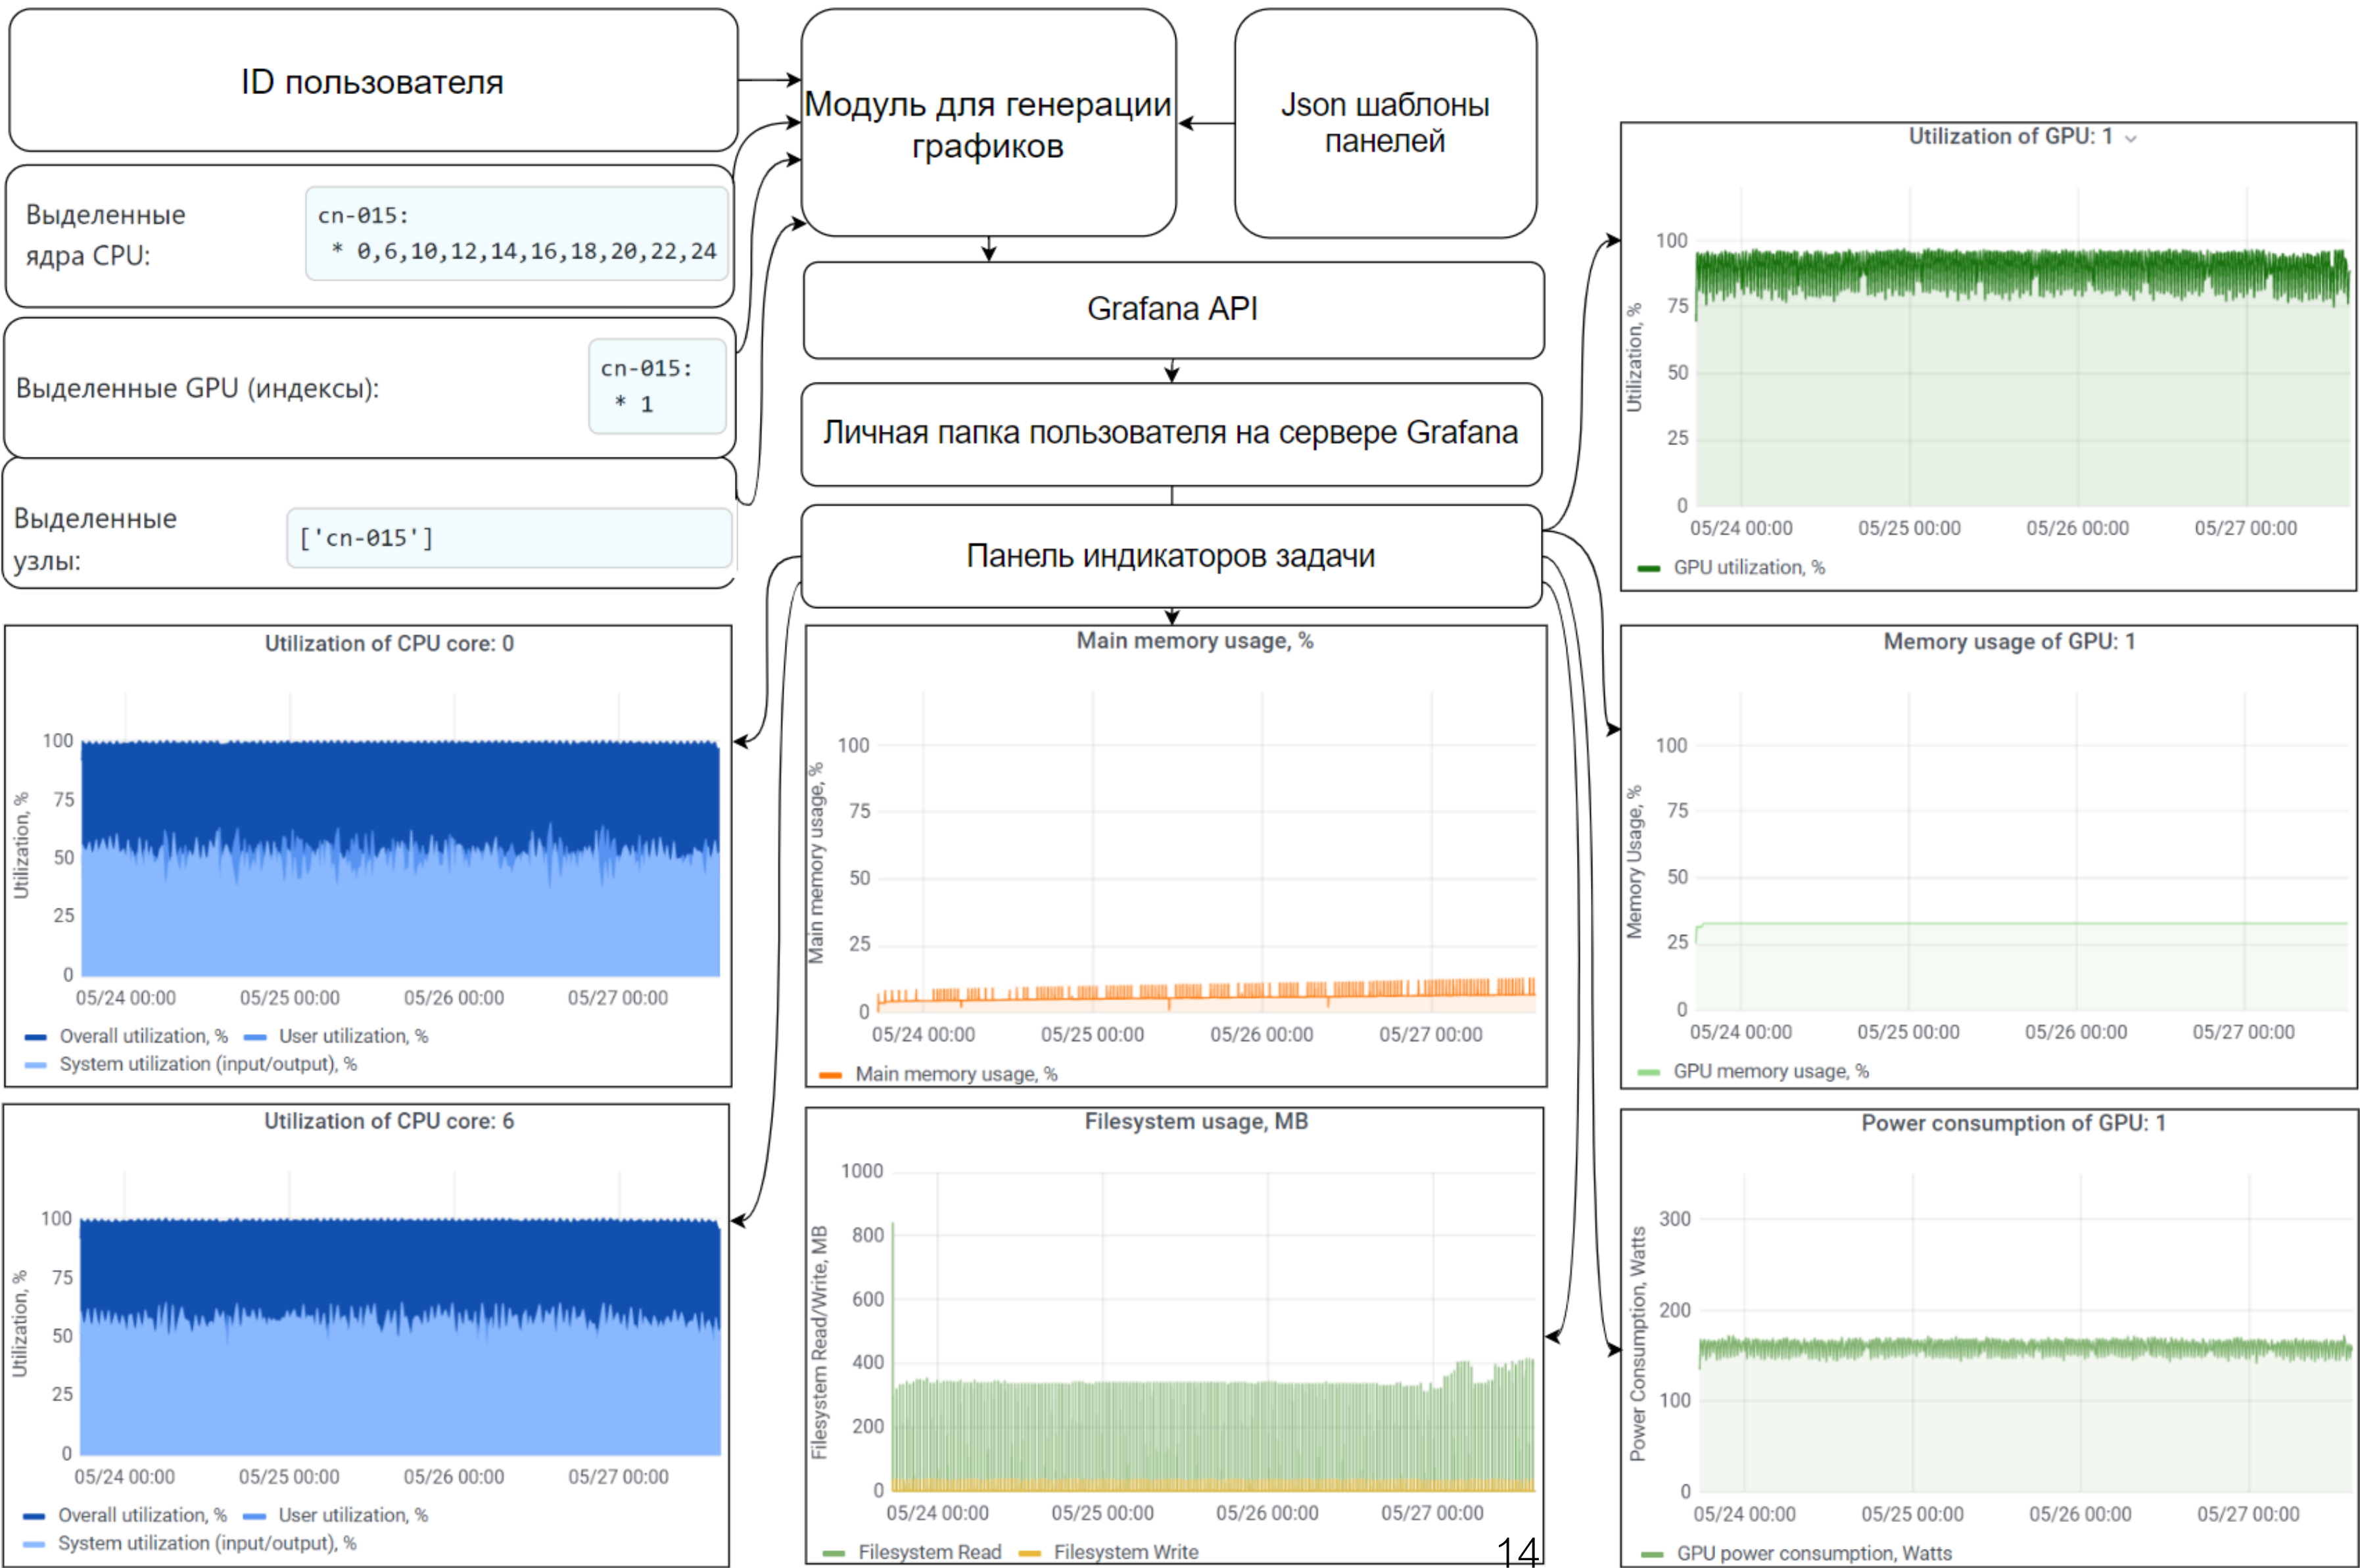 ID пользователя
Модуль для генерации
графиков
Json шаблоны
панелей
Выделенные
ядра CPU:
cn-015:
* 0,6,10,12,14,16,18,20,22,24
Выделенные GPU (индексы):
cn-015:
* 1
Выделенные
узлы:
['cn-015']
Grafana API
Личная папка пользователя на сервере Grafana
Панель индикаторов задачи
Utilization of GPU: 1
Utilization, %
100
75
50
25
0
05/24 00:00 05/25 00:00 05/26 00:00 05/27 00:00
GPU utilization, %
Utilization of CPU core: 0
Utilization, %
100
75
50
25
0
05/24 00:00 05/25 00:00 05/26 00:00 05/27 00:00
Overall utilization, % User utilization, %
System utilization (input/output), %
Main memory usage, %
Main memory usage, %
100
75
50
25
0
05/24 00:00 05/25 00:00 05/26 00:00 05/27 00:00
Main memory usage, %
Memory usage of GPU: 1
Memory Usage, %
100
75
50
25
0
05/24 00:00 05/25 00:00 05/26 00:00 05/27 00:00
GPU memory usage, %
Utilization of CPU core: 6
Utilization, %
100
75
50
25
0
05/24 00:00 05/25 00:00 05/26 00:00 05/27 00:00
Overall utilization, % User utilization, %
System utilization (input/output), %
Filesystem usage, MB
Filesystem Read/Write, MB
1000
800
600
400
200
0
05/24 00:00 05/25 00:00 05/26 00:00 05/27 00:00
Filesystem Read Filesystem Write
Power consumption of GPU: 1
Power Consumption, Watts
300
200
100
0
05/24 00:00 05/25 00:00 05/26 00:00 05/27 00:00
GPU power consumption, Watts
14